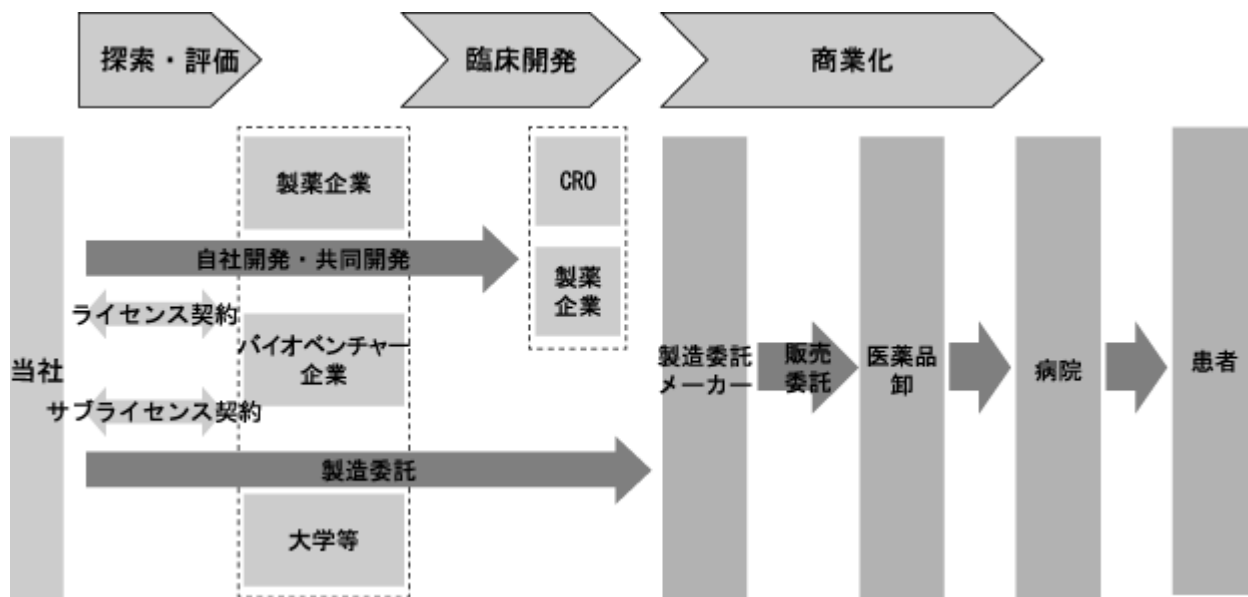 探索・評価
臨床開発
商業化
当社
製薬企業
自社開発・共同開発
ライセンス契約
バイオベンチャー
企業
サブライセンス契約
製造委託
大学等
CRO
製薬
企業
製造委託
メーカー
販売
委託
医薬品
卸
病院
患者